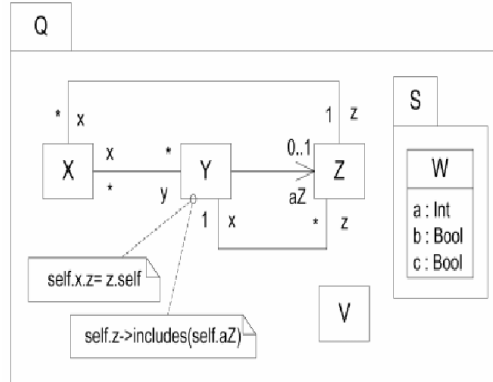 Q
* x
1 z
S
X
x
*
*
y
Y
0..1
aZ
Z
1 x
* z
W
a : Int
b : Bool
c : Bool
self.x.z= z.self
self.z->includes(self.aZ)
V